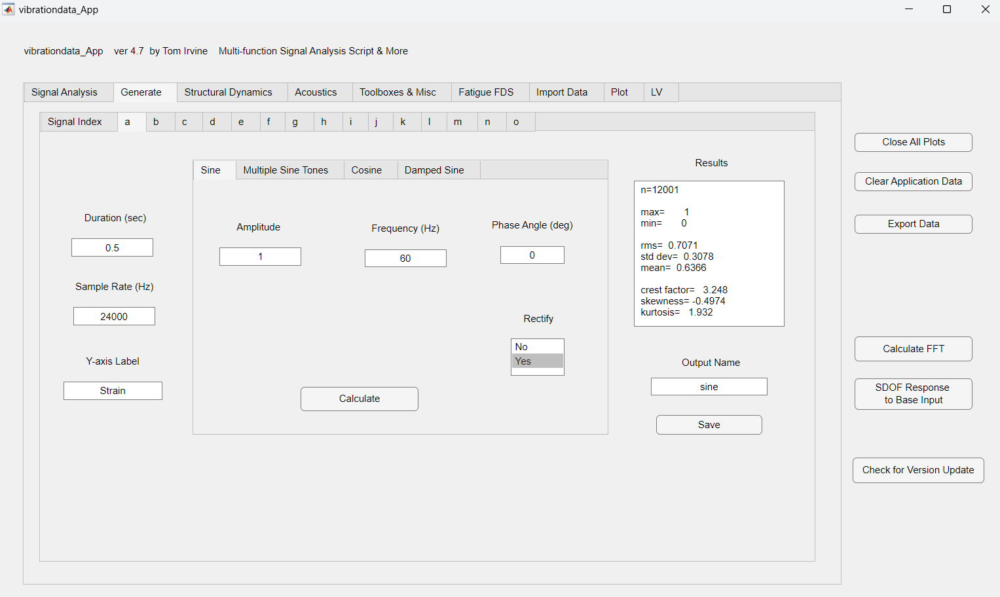 vibrationdata_App
vibrationdata_App ver 4.7 by Tom Irvine Multi-function Signal Analysis Script & More
Signal Analysis Generate Structural Dynamics Acoustics Toolboxes & Misc Fatigue FDS Import Data Plot LV
Signal Index a b c d e f g h i j k l m n o
Duration (sec)
0.5
Sample Rate (Hz)
24000
Y-axis Label
Strain
Sine Multiple Sine Tones Cosine Damped Sine
Amplitude
1
Frequency (Hz)
60
Phase Angle (deg)
0
Rectify
No
Yes
Calculate
Results
n=12001
max= 1
min= 0
rms= 0.7071
std dev= 0.3078
mean= 0.6366
crest factor= 3.248
skewness= -0.4974
kurtosis= 1.932
Output Name
sine
Save
Close All Plots
Clear Application Data
Export Data
Calculate FFT
SDOF Response
to Base Input
Check for Version Update